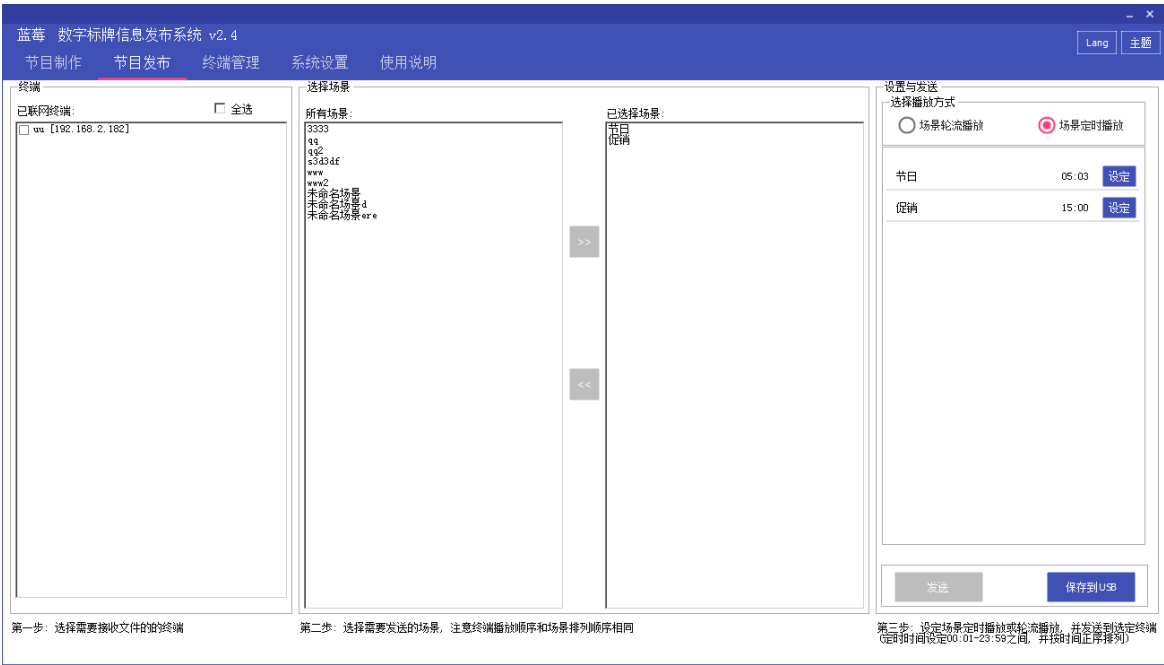 蓝莓 数字标牌信息发布系统 v2.4
Lang 主题
节目制作 节目发布 终端管理 系统设置 使用说明
终端
已联网终端: 全选
uu [192.168.2.182]
选择场景
所有场景:
3333
qq
qq2
s3d3df
www
www2
未命名场景
未命名场景d
未命名场景ere
>>
<<
已选择场景:
节日
促销
设置与发送
选择播放方式
场景轮流播放 场景定时播放
节日 05:03 设定
促销 15:00 设定
发送 保存到USB
第一步: 选择需要接收文件的的终端
第二步: 选择需要发送的场景, 注意终端播放顺序和场景排列顺序相同
第三步: 设定场景定时播放或轮流播放, 并发送到选定终端
(定时时间设定00:01-23:59之间, 并按时间正序排列)